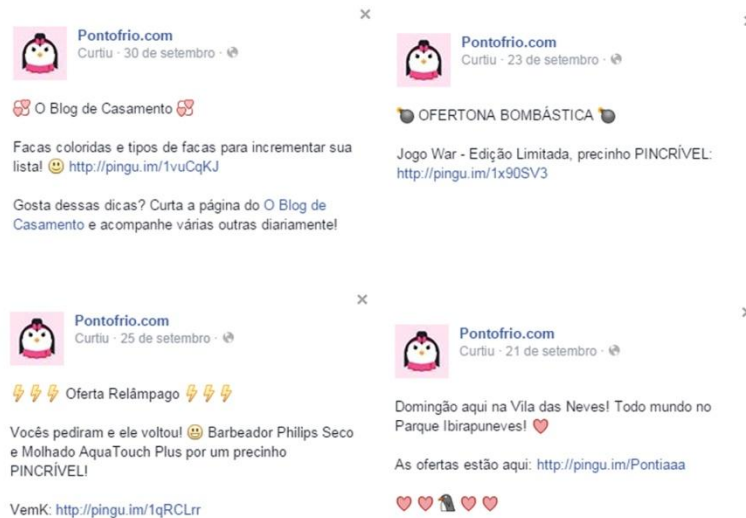 Pontofrio.com
Curtiu · 30 de setembro ·
💞 O Blog de Casamento 💞
Facas coloridas e tipos de facas para incrementar sua
lista! 😃 http://pingu.im/1vuCqKJ
Gosta dessas dicas? Curta a página do O Blog de
Casamento e acompanhe várias outras diariamente!
Pontofrio.com
Curtiu · 23 de setembro ·
💣 OFERTONA BOMBÁSTICA 💣
Jogo War - Edição Limitada, precinho PINCRÍVEL:
http://pingu.im/1x90SV3
Pontofrio.com
Curtiu · 25 de setembro ·
⚡⚡⚡ Oferta Relâmpago ⚡⚡⚡
Vocês pediram e ele voltou! 😀 Barbeador Philips Seco
e Molhado AquaTouch Plus por um precinho
PINCRÍVEL!
VemK: http://pingu.im/1qRCLrr
Pontofrio.com
Curtiu · 21 de setembro ·
Domingão aqui na Vila das Neves! Todo mundo no
Parque Ibirapuneves! ❤
As ofertas estão aqui: http://pingu.im/Pontiaaa
❤❤🐧❤❤